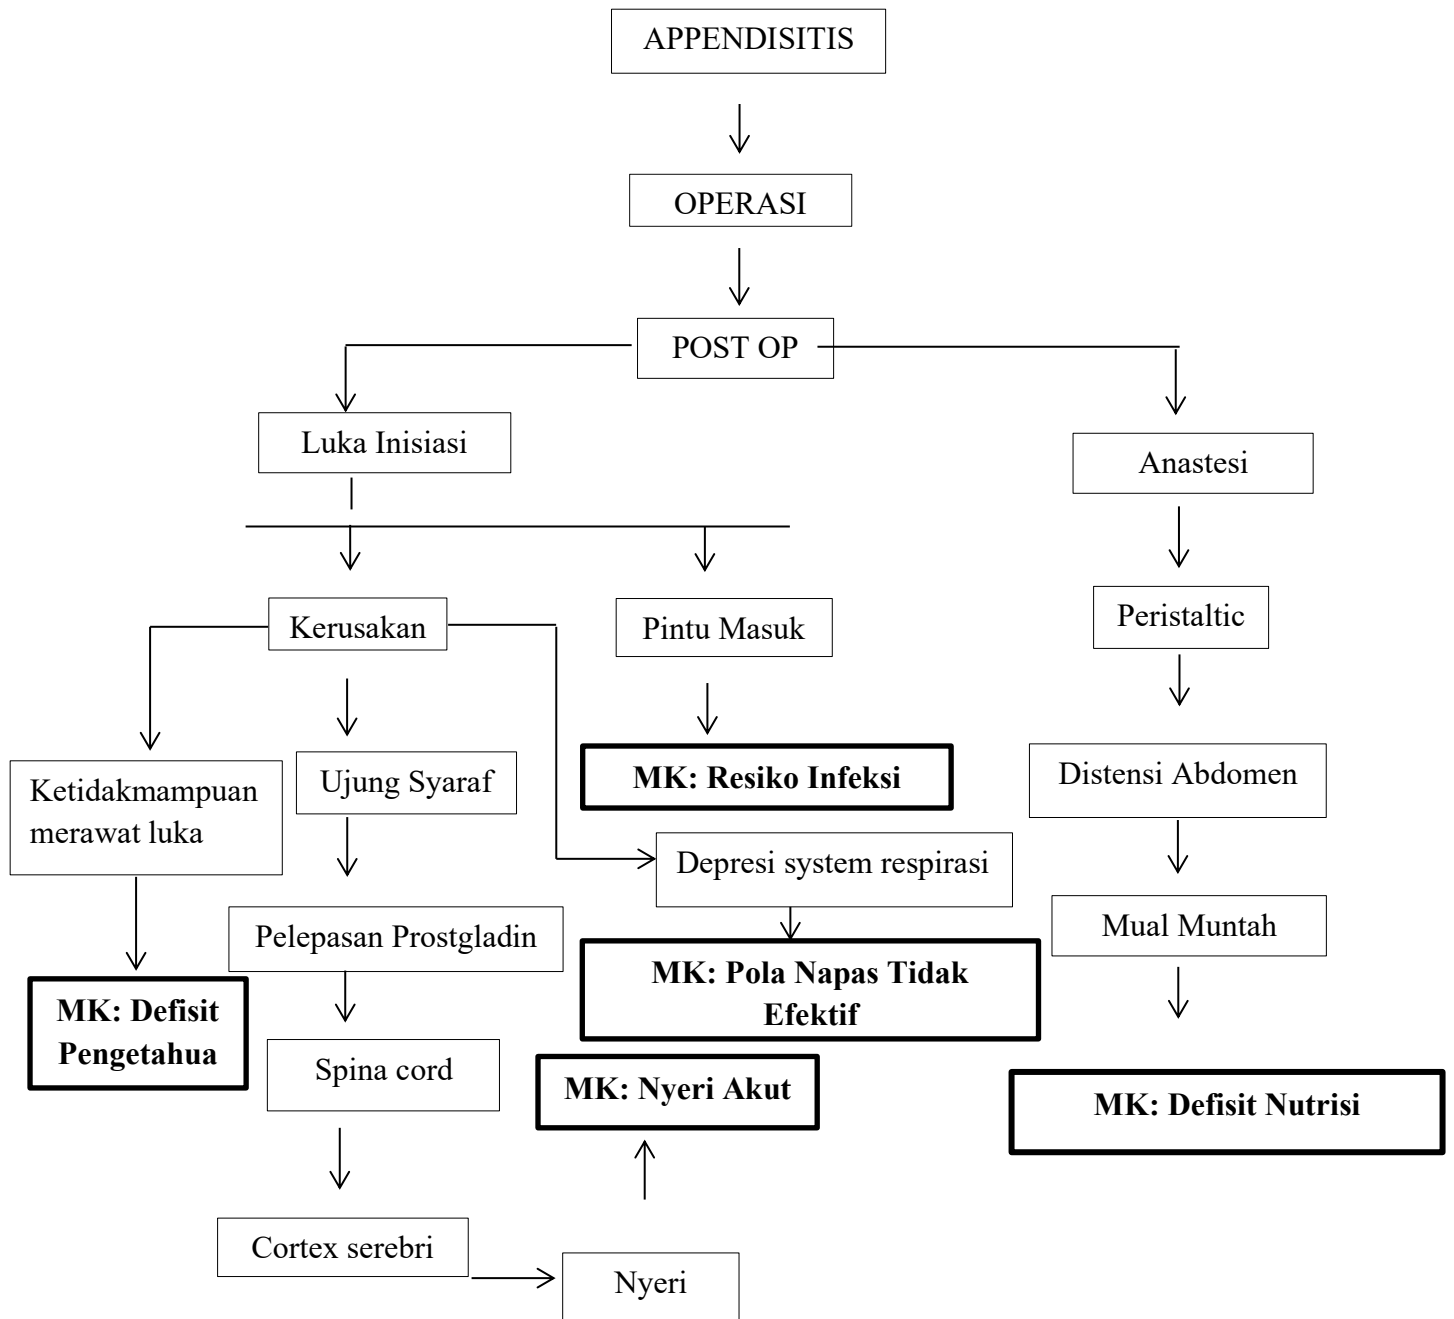 APPENDISITIS
OPERASI
POST OP
Luka Inisiasi
Anastesi
Kerusakan
Pintu Masuk
Peristaltic
Ketidakmampuan
merawat luka
Ujung Syaraf
MK: Resiko Infeksi
Distensi Abdomen
Depresi system respirasi
Pelepasan Prostgladin
Mual Muntah
MK: Defisit
Pengetahua
MK: Pola Napas Tidak
Efektif
Spina cord
MK: Nyeri Akut
MK: Defisit Nutrisi
Cortex serebri
Nyeri